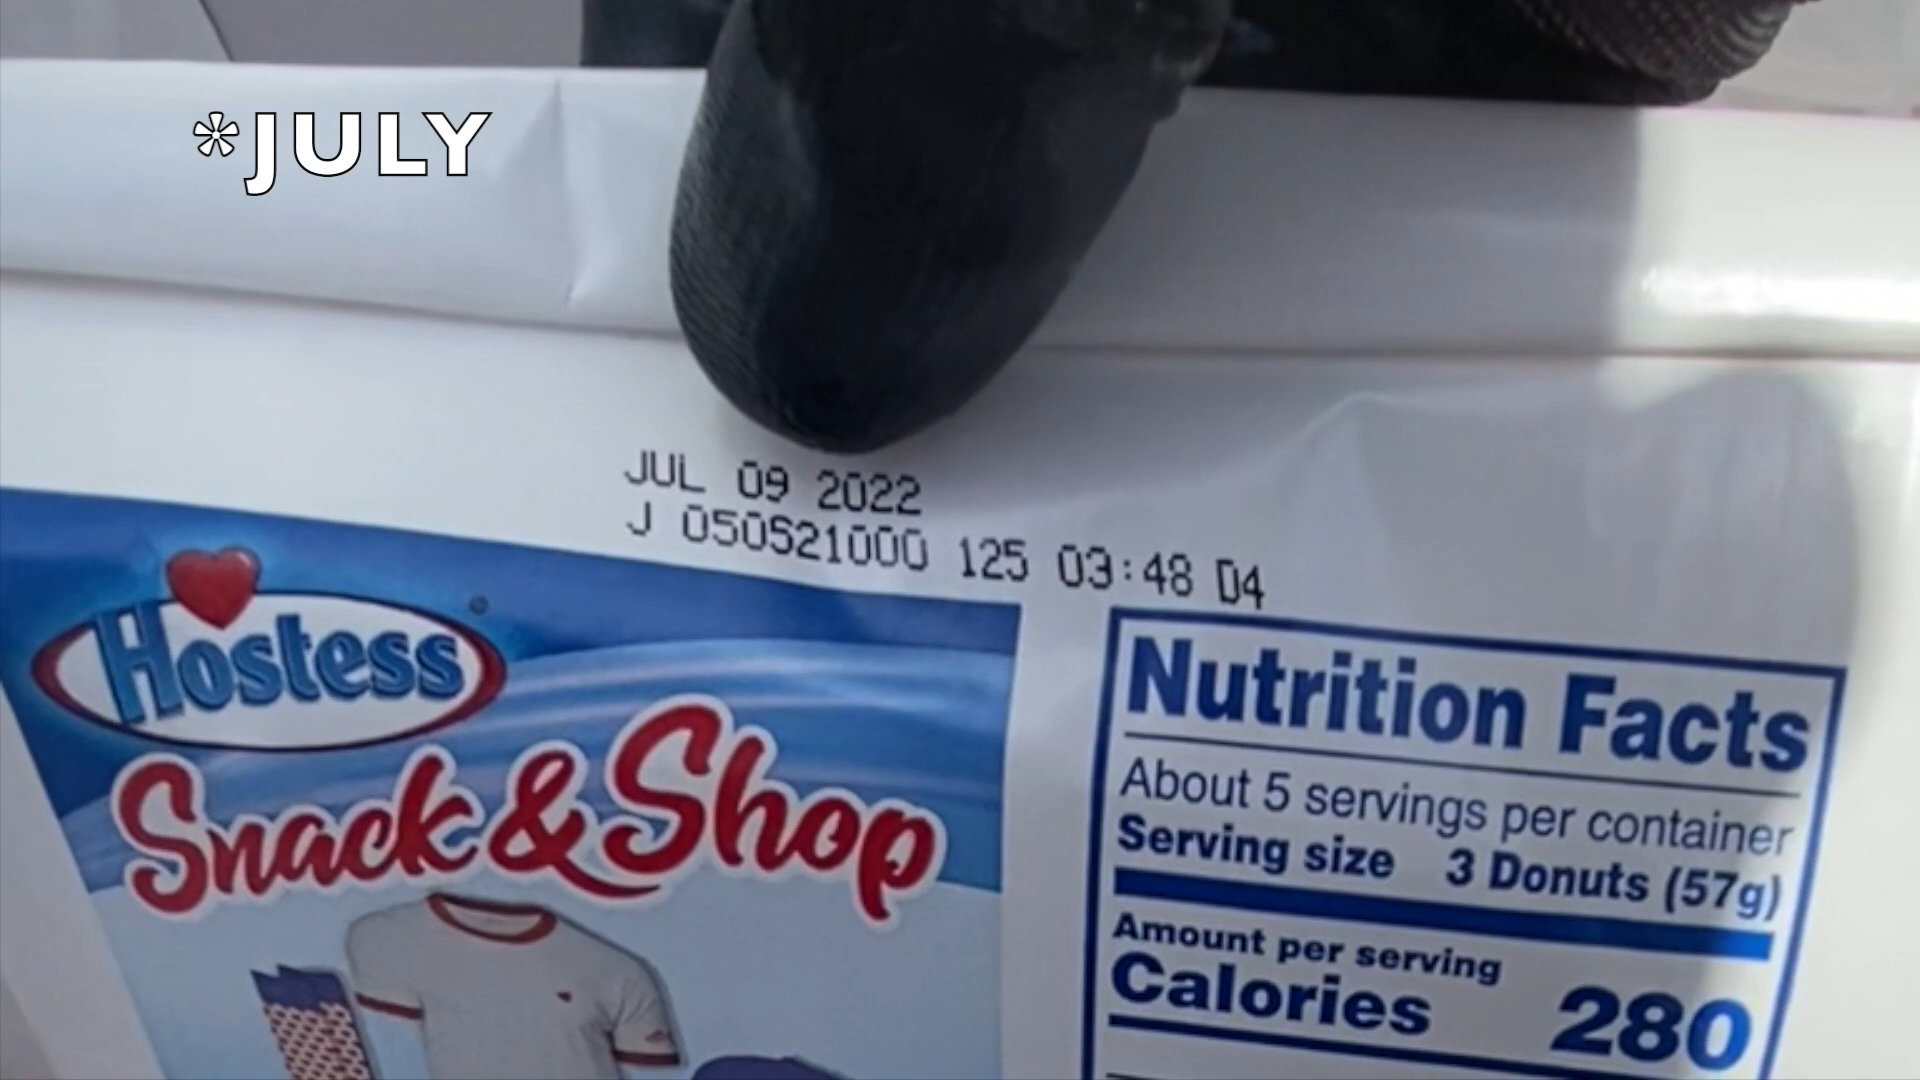 *JULY
JUL 09 2022
J 050521000 125 03:48 D4
Hostess®
Snack & Shop
Nutrition Facts
About 5 servings per container
Serving size 3 Donuts (57g)
Amount per serving
Calories 280